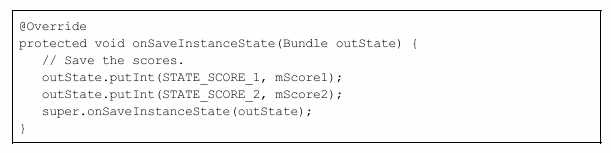 @Override
protected void onSaveInstanceState(Bundle outState) {
   // Save the scores.
   outState.putInt(STATE_SCORE_1, mScore1);
   outState.putInt(STATE_SCORE_2, mScore2);
   super.onSaveInstanceState(outState);
}